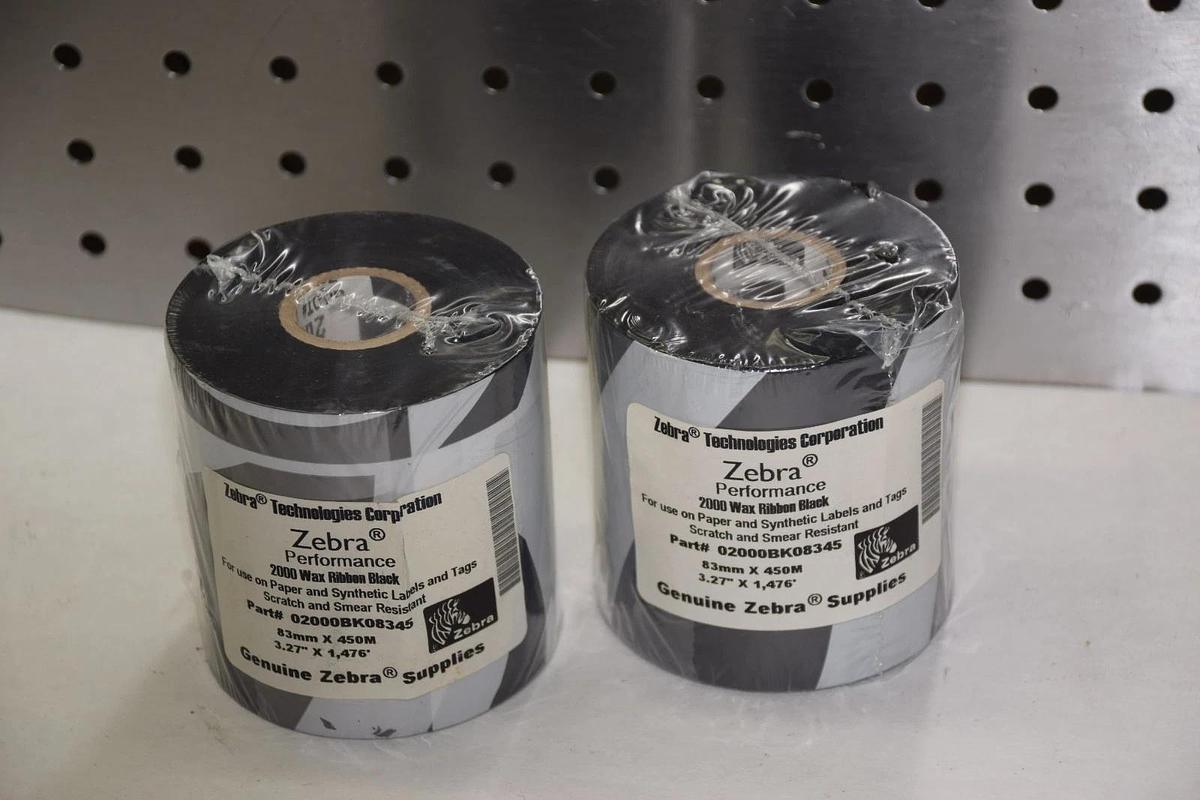 Zebra® Technologies Corporation
Zebra®
Performance
2000 Wax Ribbon Black
For use on Paper and Synthetic Labels and Tags
Scratch and Smear Resistant
Part# 02000BK08345
83mm X 450M
3.27" X 1,476'
Zebra
Genuine Zebra® Supplies
Zebra® Technologies Corporation
Zebra®
Performance
2000 Wax Ribbon Black
For use on Paper and Synthetic Labels and Tags
Scratch and Smear Resistant
Part# 02000BK08345
83mm X 450M
3.27" X 1,476'
Zebra
Genuine Zebra® Supplies